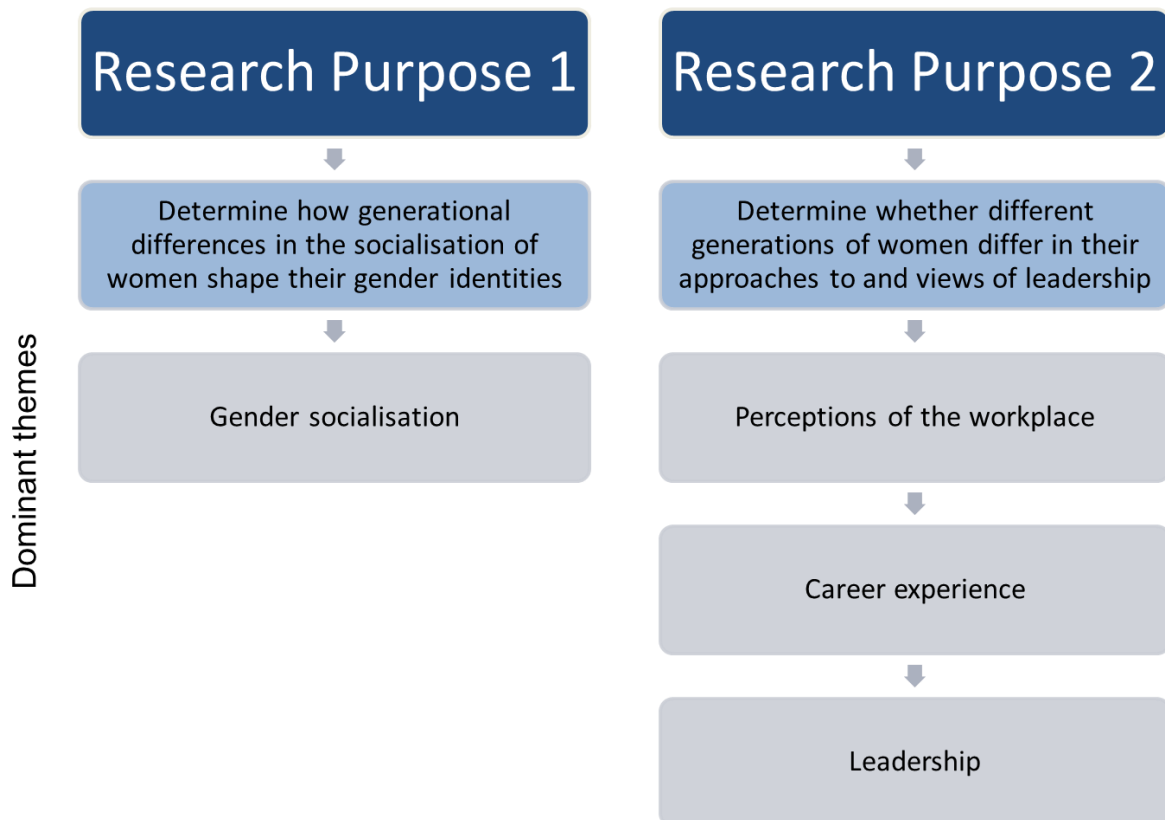 Research Purpose 1
Determine how generational
differences in the socialisation of
women shape their gender identities
Gender socialisation
Research Purpose 2
Determine whether different
generations of women differ in their
approaches to and views of leadership
Perceptions of the workplace
Career experience
Leadership
Dominant themes